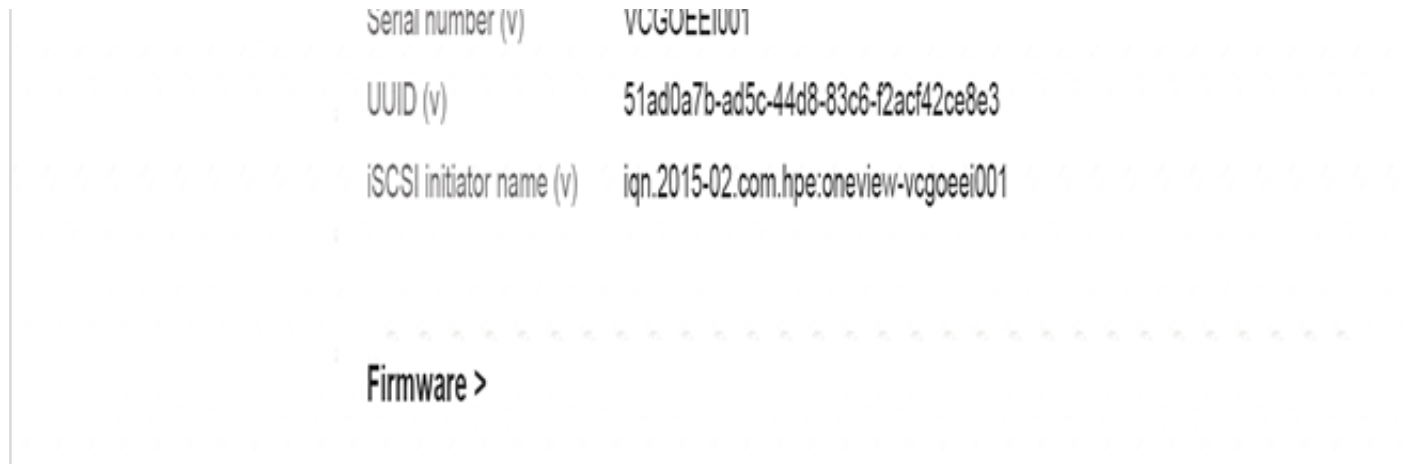 Serial number (v) VCGOEEI001
UUID (v) 51ad0a7b-ad5c-44d8-83c6-f2acf42ce8e3
iSCSI initiator name (v) iqn.2015-02.com.hpe:oneview-vcgoeei001
Firmware >